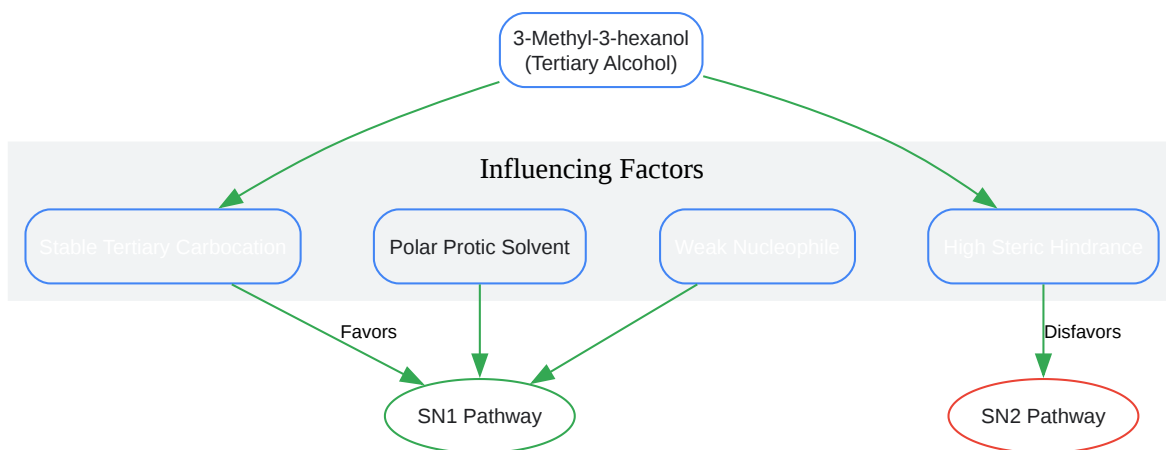 3-Methyl-3-hexanol
(Tertiary Alcohol)
Influencing Factors
Stable Tertiary Carbocation
Polar Protic Solvent
Weak Nucleophile
High Steric Hindrance
Favors
Disfavors
SN1 Pathway
SN2 Pathway